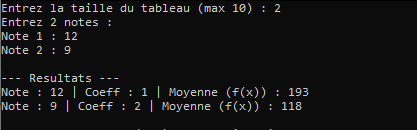 Entrez la taille du tableau (max 10) : 2
Entrez 2 notes :
Note 1 : 12
Note 2 : 9
--- Resultats ---
Note : 12 | Coeff : 1 | Moyenne (f(x)) : 193
Note : 9 | Coeff : 2 | Moyenne (f(x)) : 118